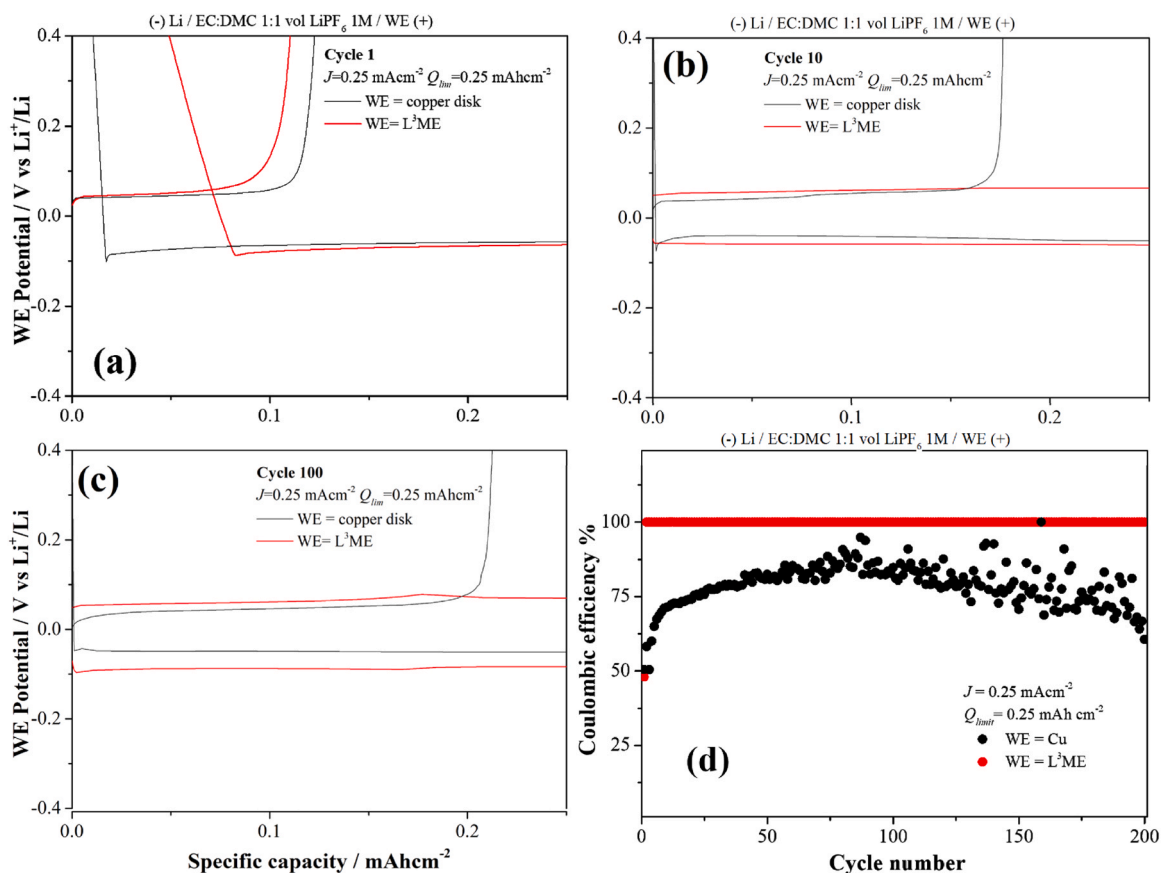 (-) Li / EC:DMC 1:1 vol LiPF6 1M / WE (+)
0.4
0.2
0.0
-0.2
-0.4
WE Potential / V vs Li+/Li
Cycle 1
J=0.25 mAcm-2 Qlim=0.25 mAhcm-2
WE = copper disk
WE= L3ME
(a)
0.0
0.1
0.2
(-) Li / EC:DMC 1:1 vol LiPF6 1M / WE (+)
0.4
0.2
0.0
-0.2
-0.4
(b)
Cycle 10
J=0.25 mAcm-2 Qlim=0.25 mAhcm-2
WE = copper disk
WE= L3ME
0.0
0.1
0.2
0.4
0.2
0.0
-0.2
-0.4
WE Potential / V vs Li+/Li
(c)
Cycle 100
J=0.25 mAcm-2 Qlim=0.25 mAhcm-2
WE = copper disk
WE= L3ME
0.0
0.1
0.2
Specific capacity / mAhcm-2
(-) Li / EC:DMC 1:1 vol LiPF6 1M / WE (+)
100
75
50
25
Coulombic efficiency %
J = 0.25 mAcm-2
Qlimit = 0.25 mAh cm-2
WE = Cu
WE = L3ME
(d)
0
50
100
150
200
Cycle number